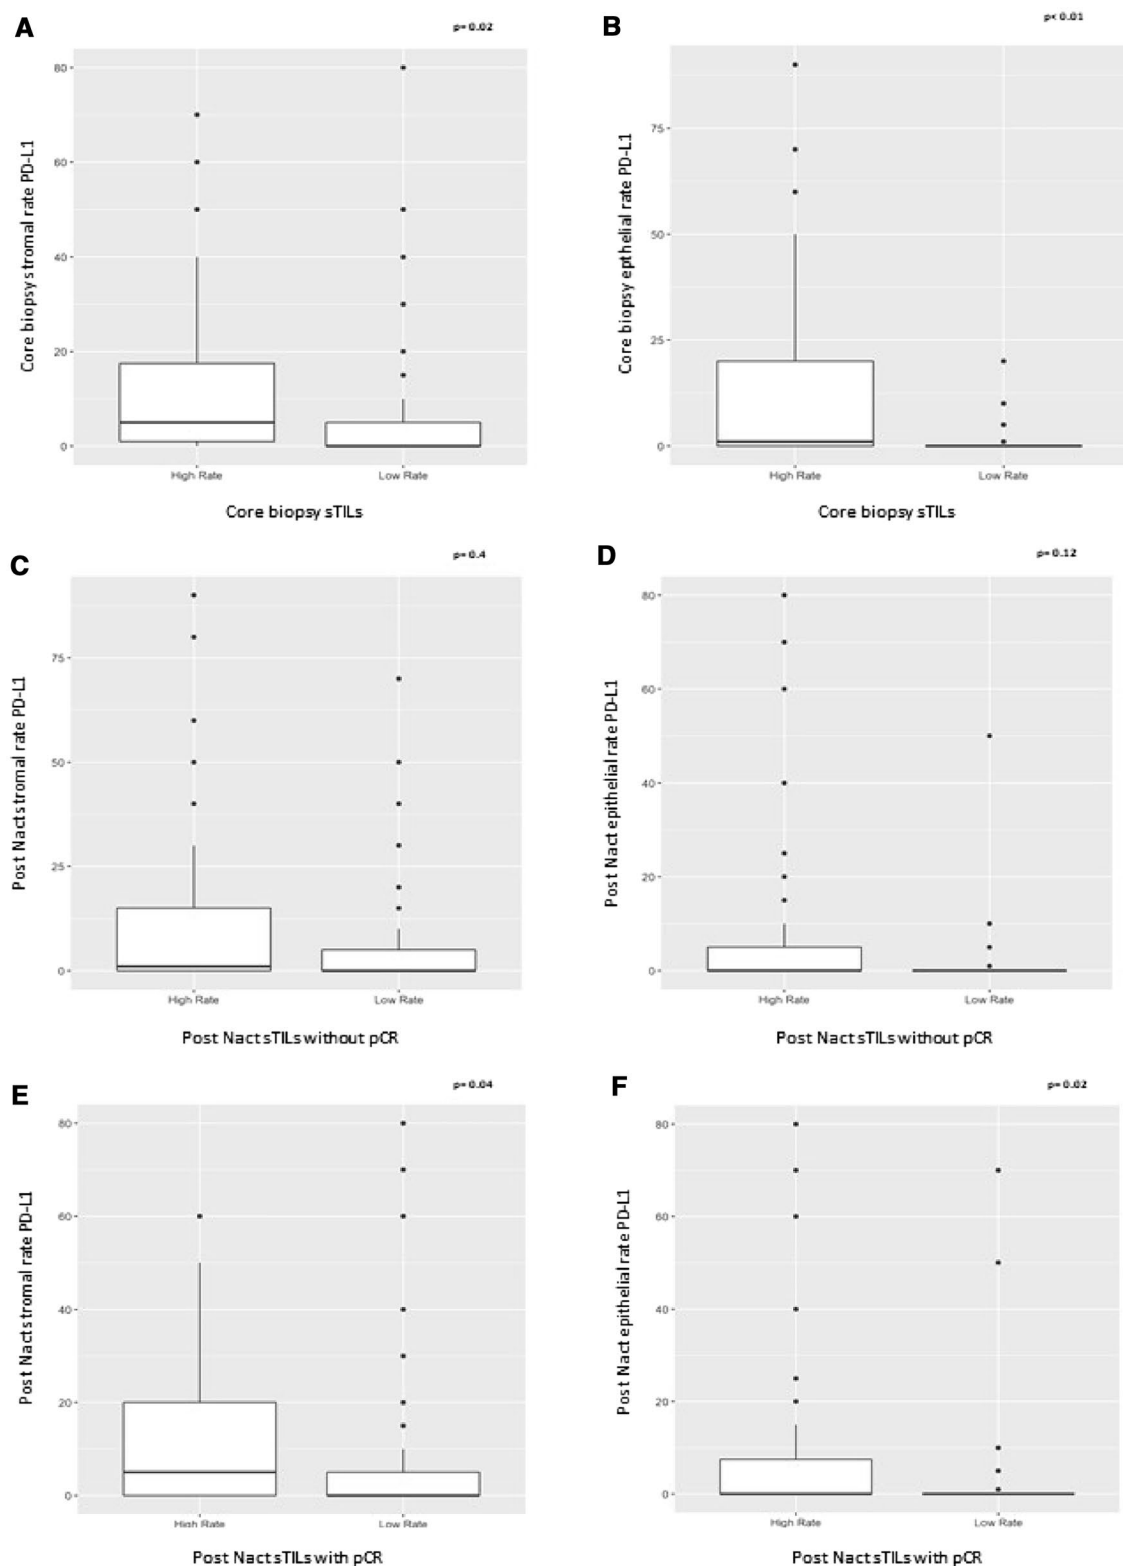 A
p= 0.02
Core biopsy stromal rate PD-L1
80
60
40
20
0
High Rate Low Rate
Core biopsy sTILs
B
p< 0.01
Core biopsy epthelial rate PD-L1
75
50
25
0
High Rate Low Rate
Core biopsy sTILs
C
p= 0.4
Post Nact stromal rate PD-L1
75
50
25
0
High Rate Low Rate
Post Nact sTILs without pCR
D
p= 0.12
Post Nact epithelial rate PD-L1
80
60
40
20
0
High Rate Low Rate
Post Nact sTILs without pCR
E
p= 0.04
Post Nact stromal rate PD-L1
80
60
40
20
0
High Rate Low Rate
Post Nact sTILs with pCR
F
p= 0.02
Post Nact epithelial rate PD-L1
80
60
40
20
0
High Rate Low Rate
Post Nact sTILs with pCR